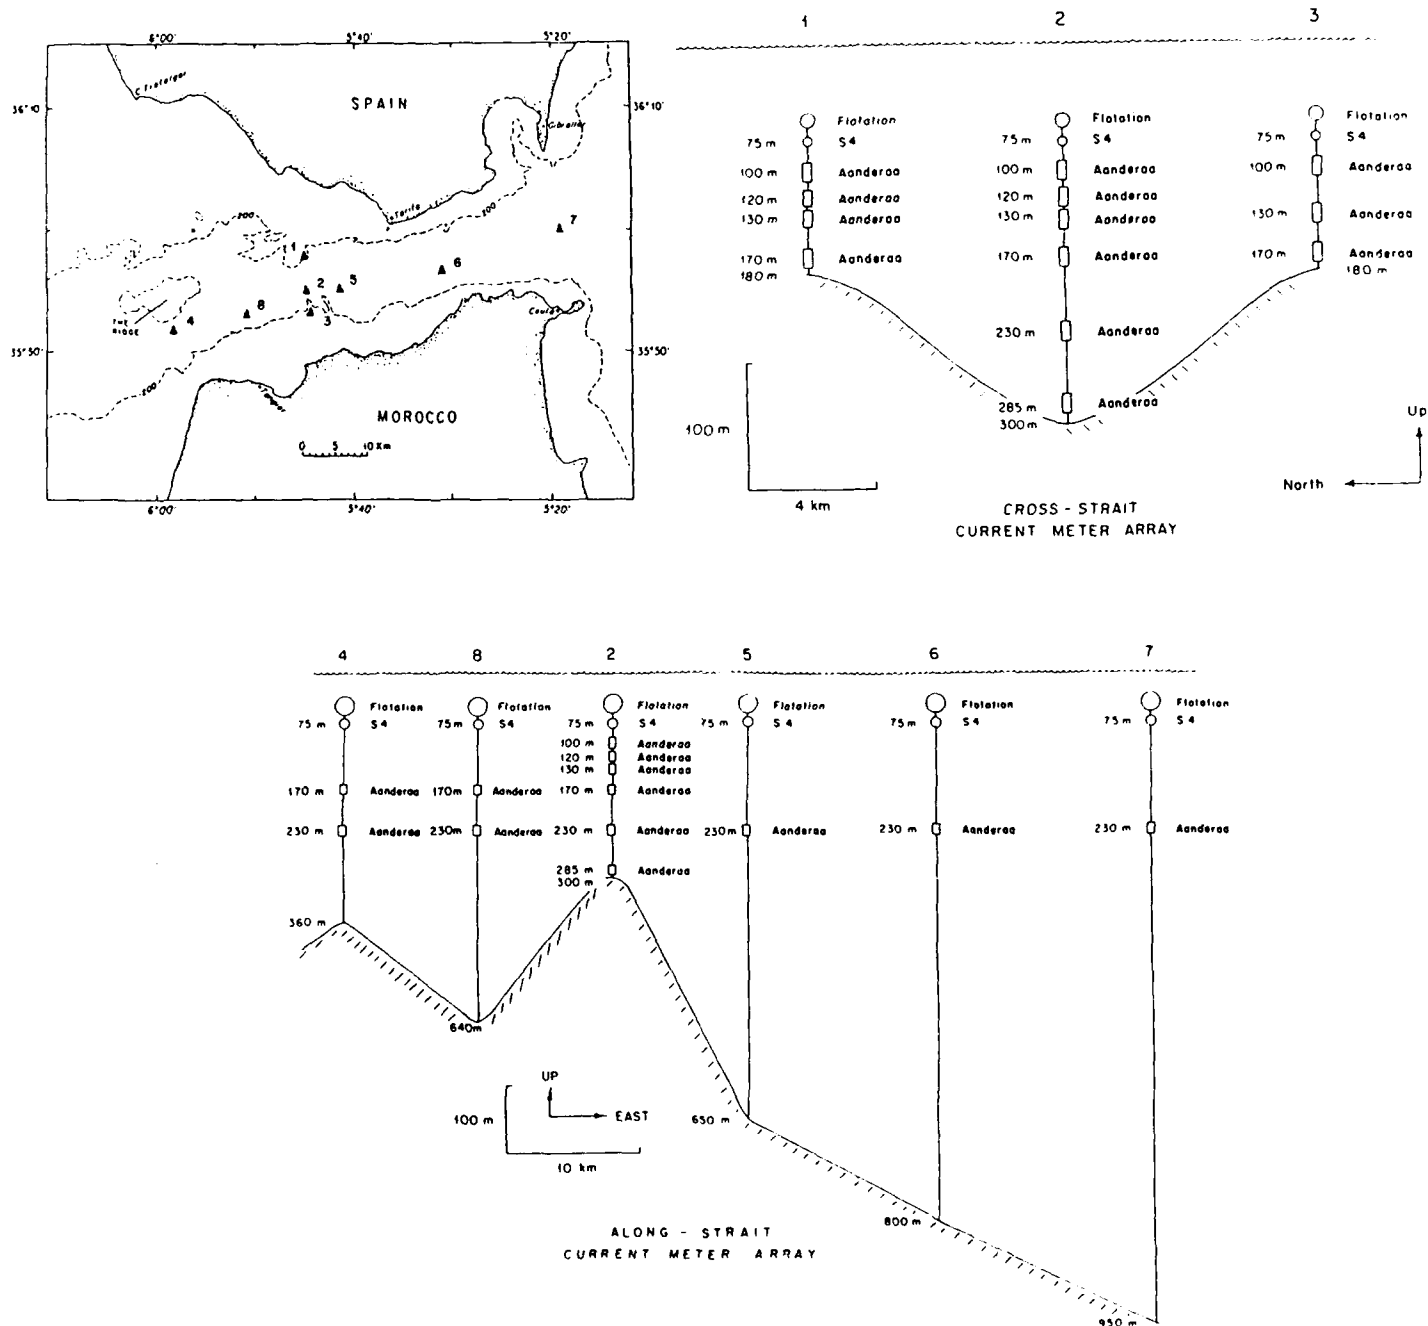 6°00' 5°40' 5°20'
36°10' 36°10'
C. Trafalgar
SPAIN
Gibraltar
Tarifa
200
200
1
2
3
4
5
6
7
8
THE RIDGE
Ceuta
35°50' 35°50'
200
MOROCCO
0 5 10 Km
6°00' 5°40' 5°20'
1 2 3
Flotation Flotation Flotation
75 m S4 75 m S4 75 m S4
100 m Aanderaa 100 m Aanderaa 100 m Aanderaa
120 m Aanderaa 120 m Aanderaa
130 m Aanderaa 130 m Aanderaa 130 m Aanderaa
170 m Aanderaa 170 m Aanderaa 170 m Aanderaa
180 m 180 m
230 m Aanderaa
285 m Aanderaa
300 m
100 m
4 km
Up
North
CROSS - STRAIT
CURRENT METER ARRAY
4 8 2 5 6 7
Flotation Flotation Flotation Flotation Flotation Flotation
75 m S4 75 m S4 75 m S4 75 m S4 75 m S4 75 m S4
100 m Aanderaa
120 m Aanderaa
130 m Aanderaa
170 m Aanderaa 170 m Aanderaa 170 m Aanderaa
230 m Aanderaa 230 m Aanderaa 230 m Aanderaa 230 m Aanderaa 230 m Aanderaa 230 m Aanderaa
285 m Aanderaa
300 m
360 m
640 m
650 m
800 m
950 m
UP
EAST
100 m
10 km
ALONG - STRAIT
CURRENT METER ARRAY